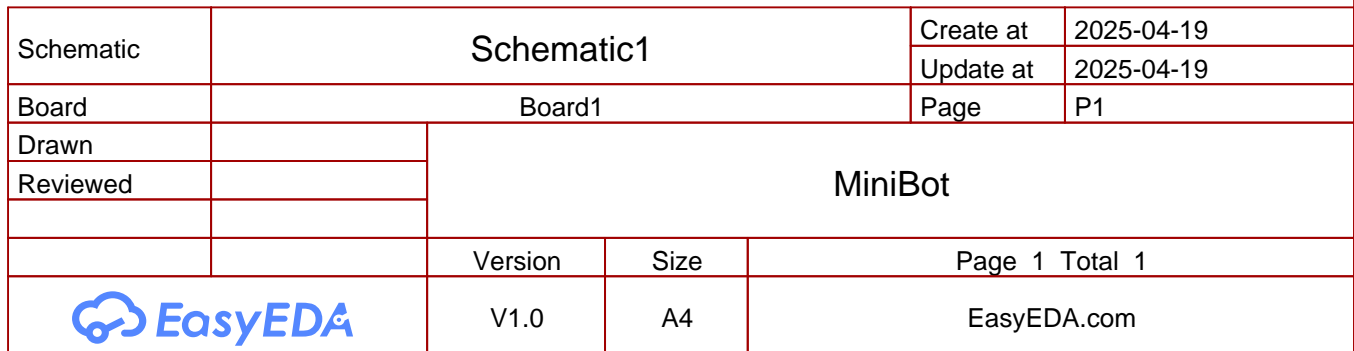 Schematic
Schematic1
Create at
2025-04-19
Update at
2025-04-19
Board
Board1
Page
P1
Drawn
Reviewed
MiniBot
Version
Size
Page 1 Total 1
EasyEDA
V1.0
A4
EasyEDA.com